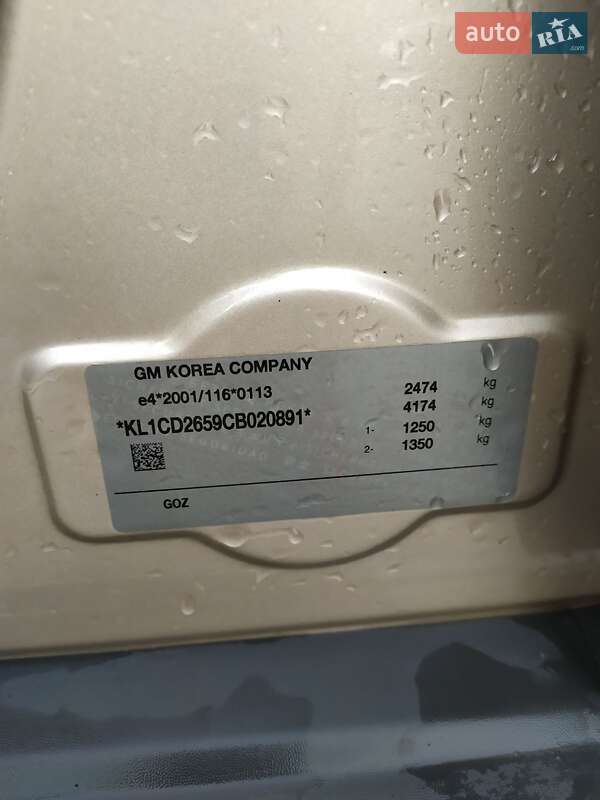 auto RIA.com
GM KOREA COMPANY
e4*2001/116*0113 2474 kg
4174 kg
*KL1CD2659CB020891* 1- 1250 kg
2- 1350 kg
GOZ